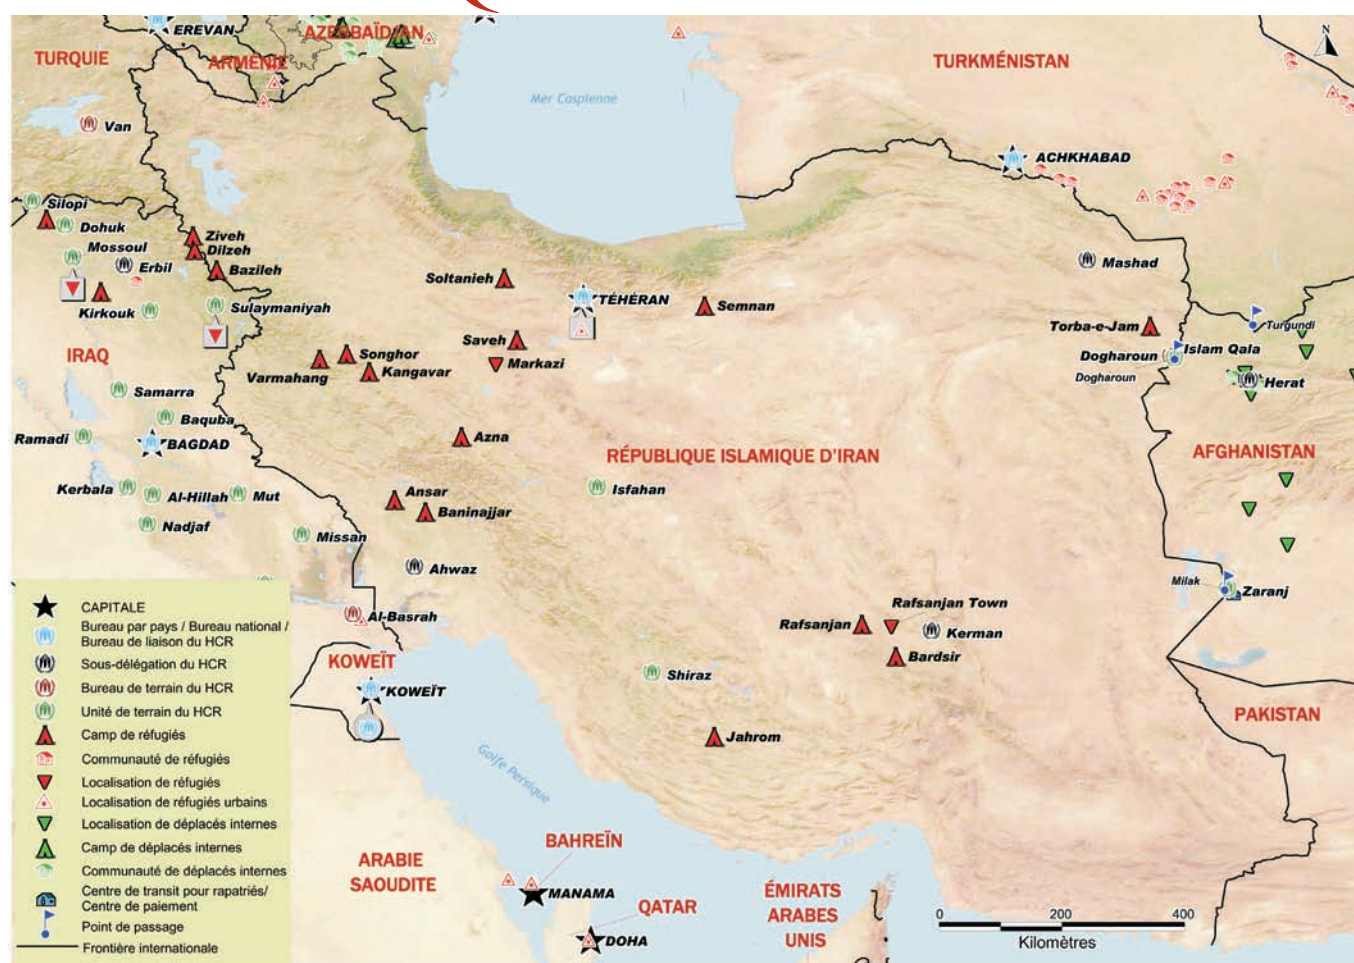 EREVAN
AZERBAÏDJAN
TURQUIE
ARMÉNIE
TURKMÉNISTAN
N
Mer Caspienne
Van
ACHKHABAD
Silopi
Dohuk
Ziveh
Dilzeh
Mossoul
Erbil
Bazileh
Mashad
Soltanieh
TÉHÉRAN
Semnan
Kirkouk
Sulaymaniyah
Torba-e-Jam
Turgundi
IRAQ
Saveh
Songhor
Markazi
Varmahang
Kangavar
Dogharoun
Islam Qala
Dogharoun
Herat
Samarra
Baquba
Ramadi
BAGDAD
Azna
RÉPUBLIQUE ISLAMIQUE D'IRAN
AFGHANISTAN
Kerbala
Al-Hillah
Mut
Ansar
Baninajjar
Isfahan
Nadjaf
Missan
Ahwaz
Milak
Zaranj
Al-Basrah
Rafsanjan Town
Rafsanjan
Kerman
Bardsir
KOWEÏT
KOWEÏT
Shiraz
PAKISTAN
Jahrom
Golfe Persique
BAHREÏN
ARABIE
SAOUDITE
MANAMA
QATAR
DOHA
ÉMIRATS
ARABES
UNIS
0 200 400
Kilomètres
CAPITALE
Bureau par pays / Bureau national /
Bureau de liaison du HCR
Sous-délégation du HCR
Bureau de terrain du HCR
Unité de terrain du HCR
Camp de réfugiés
Communauté de réfugiés
Localisation de réfugiés
Localisation de réfugiés urbains
Localisation de déplacés internes
Camp de déplacés internes
Communauté de déplacés internes
Centre de transit pour rapatriés/
Centre de paiement
Point de passage
Frontière internationale